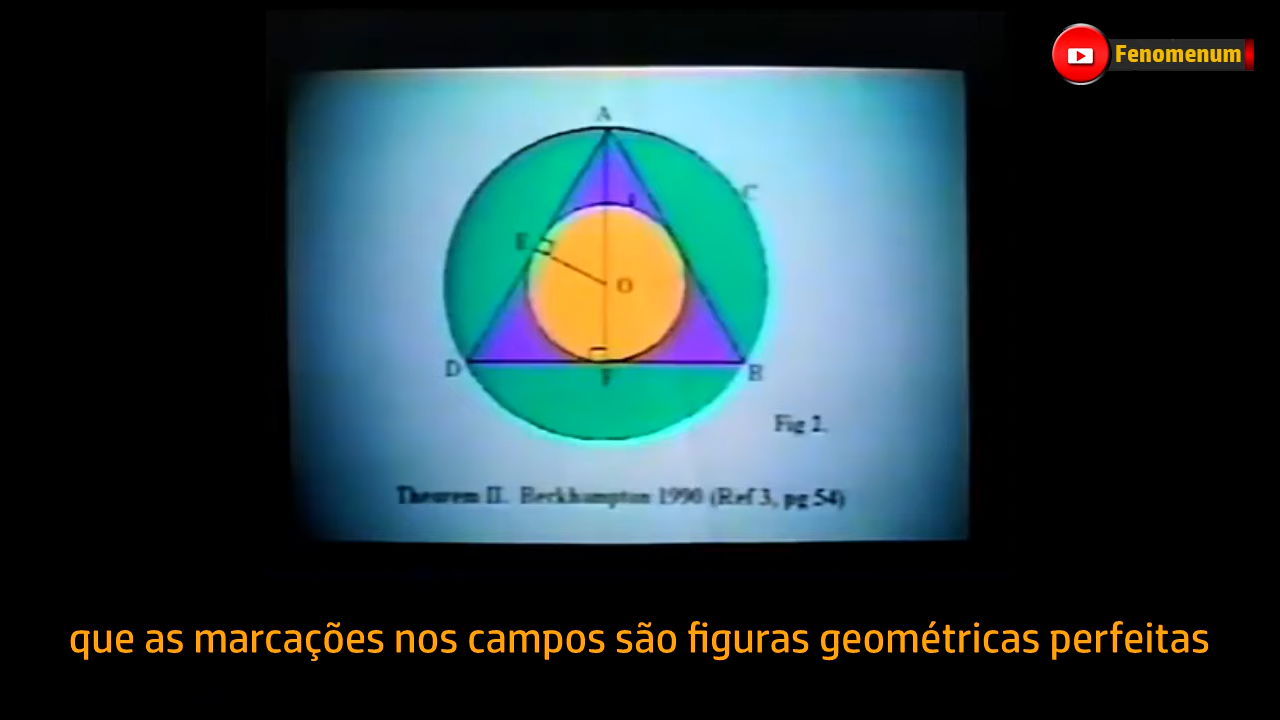 Fenomenum
A
C
E
O
D
F
B
Fig 2.
Theorem II. Berkhampton 1990 (Ref 3, pg 54)
que as marcações nos campos são figuras geométricas perfeitas